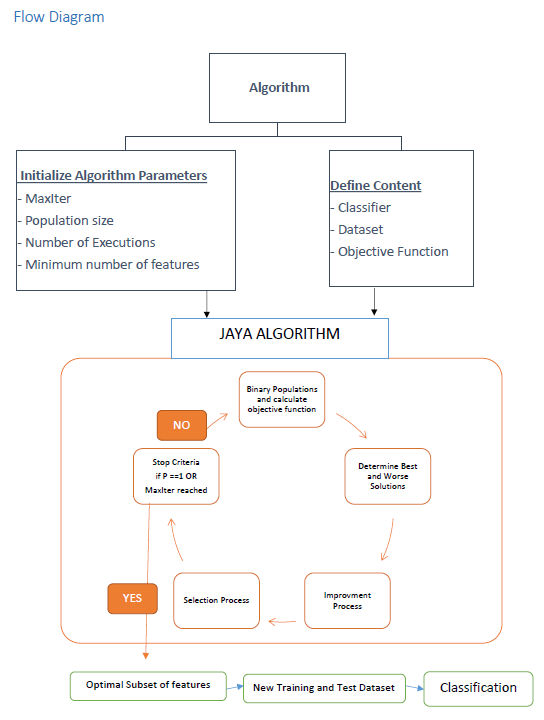 Flow Diagram
Algorithm
Initialize Algorithm Parameters
- MaxIter
- Population size
- Number of Executions
- Minimum number of features
Define Content
- Classifier
- Dataset
- Objective Function
JAYA ALGORITHM
Binary Populations
and calculate
objective function
NO
Stop Criteria
if P ==1 OR
MaxIter reached
Determine Best
and Worse
Solutions
YES
Selection Process
Improvment
Process
Optimal Subset of features
New Training and Test Dataset
Classification